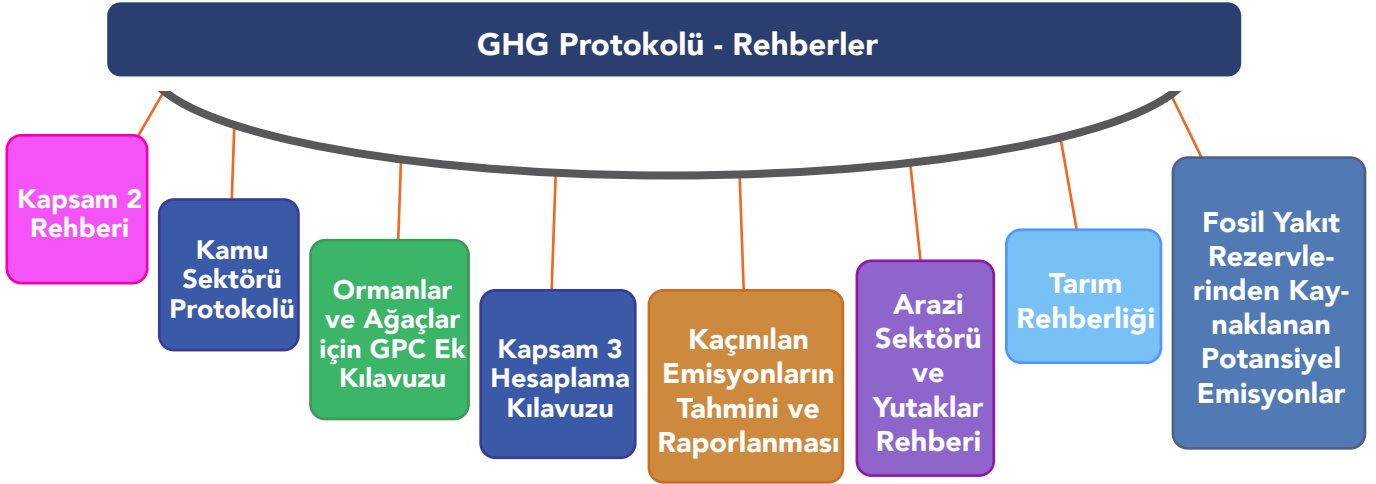 GHG Protokolü - Rehberler
Kapsam 2
Rehberi
Kamu
Sektörü
Protokolü
Ormanlar
ve Ağaçlar
için GPC Ek
Kılavuzu
Kapsam 3
Hesaplama
Kılavuzu
Kaçınılan
Emisyonların
Tahmini ve
Raporlanması
Arazi
Sektörü
ve
Yutaklar
Rehberi
Tarım
Rehberliği
Fosil Yakıt
Rezervle-
rinden Kay-
naklanan
Potansiyel
Emisyonlar